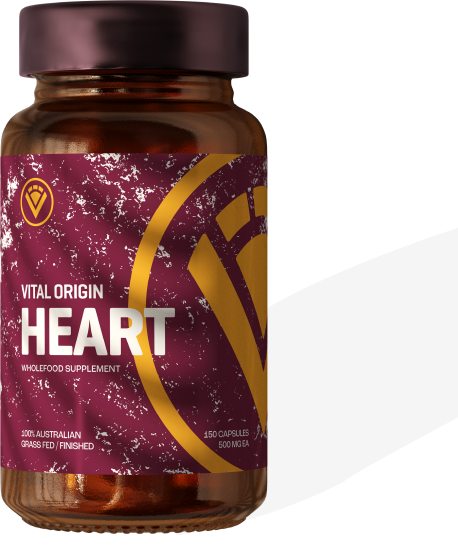 VITAL ORIGIN
HEART
WHOLEFOOD SUPPLEMENT
100% AUSTRALIAN
GRASS FED / FINISHED
150 CAPSULES
500 MG EA